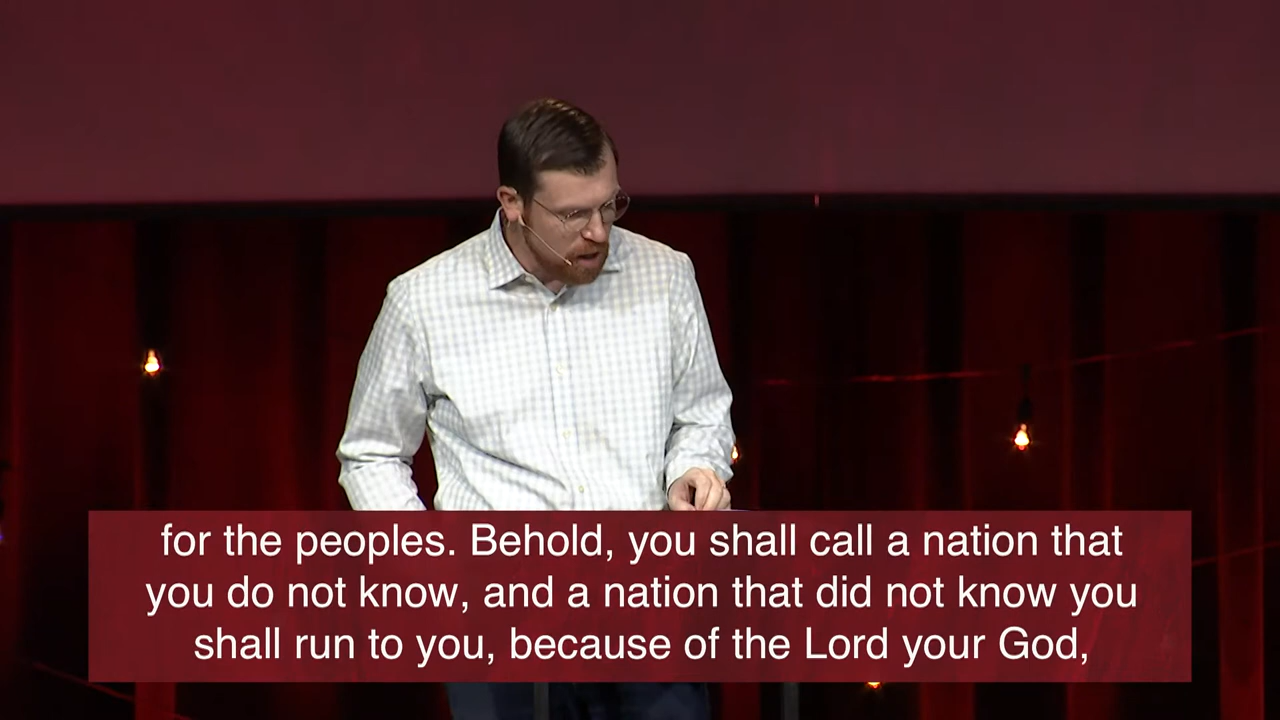 for the peoples. Behold, you shall call a nation that
you do not know, and a nation that did not know you
shall run to you, because of the Lord your God,